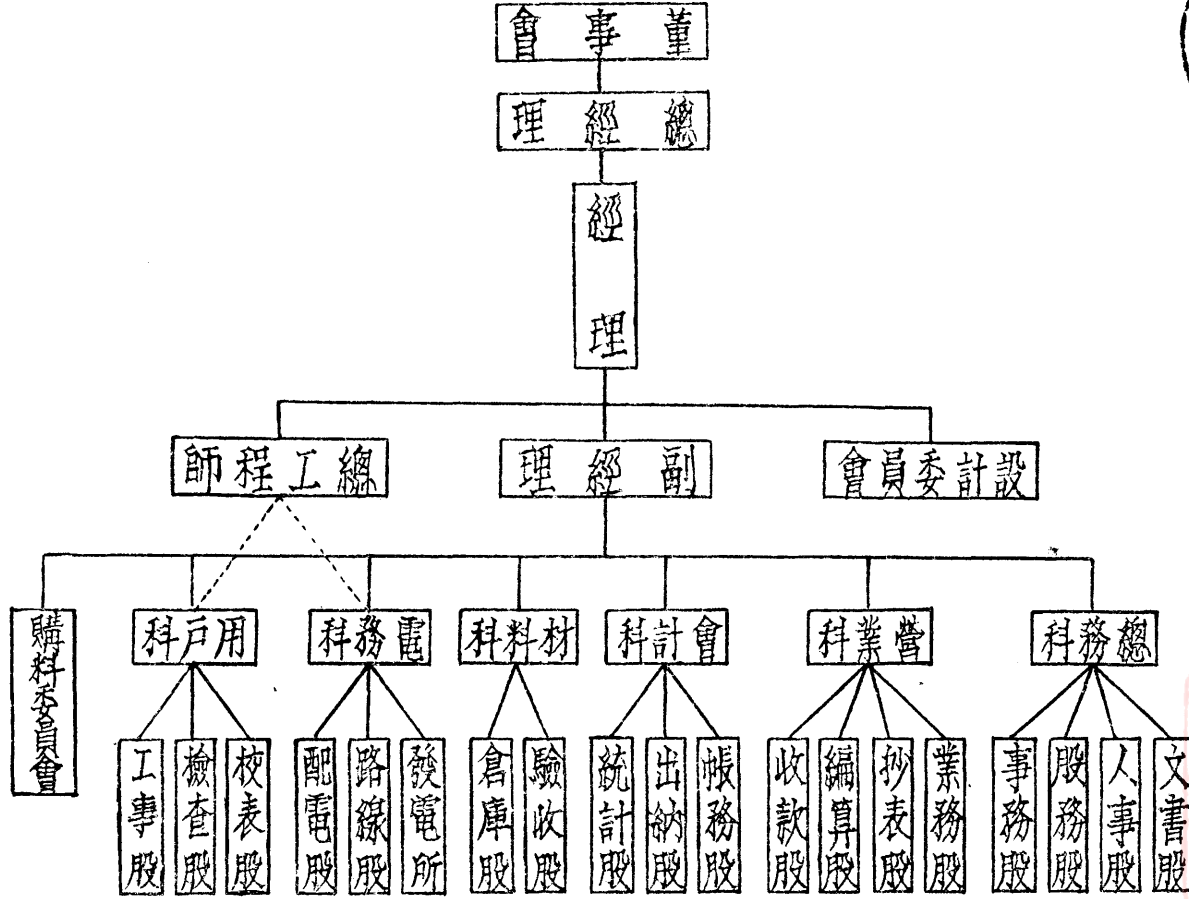 董事會
總經理
經理
設計委員會
副經理
總工程師
總務科
營業科
會計科
材料科
電務科
用戶科
購料委員會
文書股
人事股
股務股
事務股
業務股
抄表股
編算股
收款股
帳務股
出納股
統計股
驗收股
倉庫股
發電所
路線股
配電股
校表股
檢查股
工事股